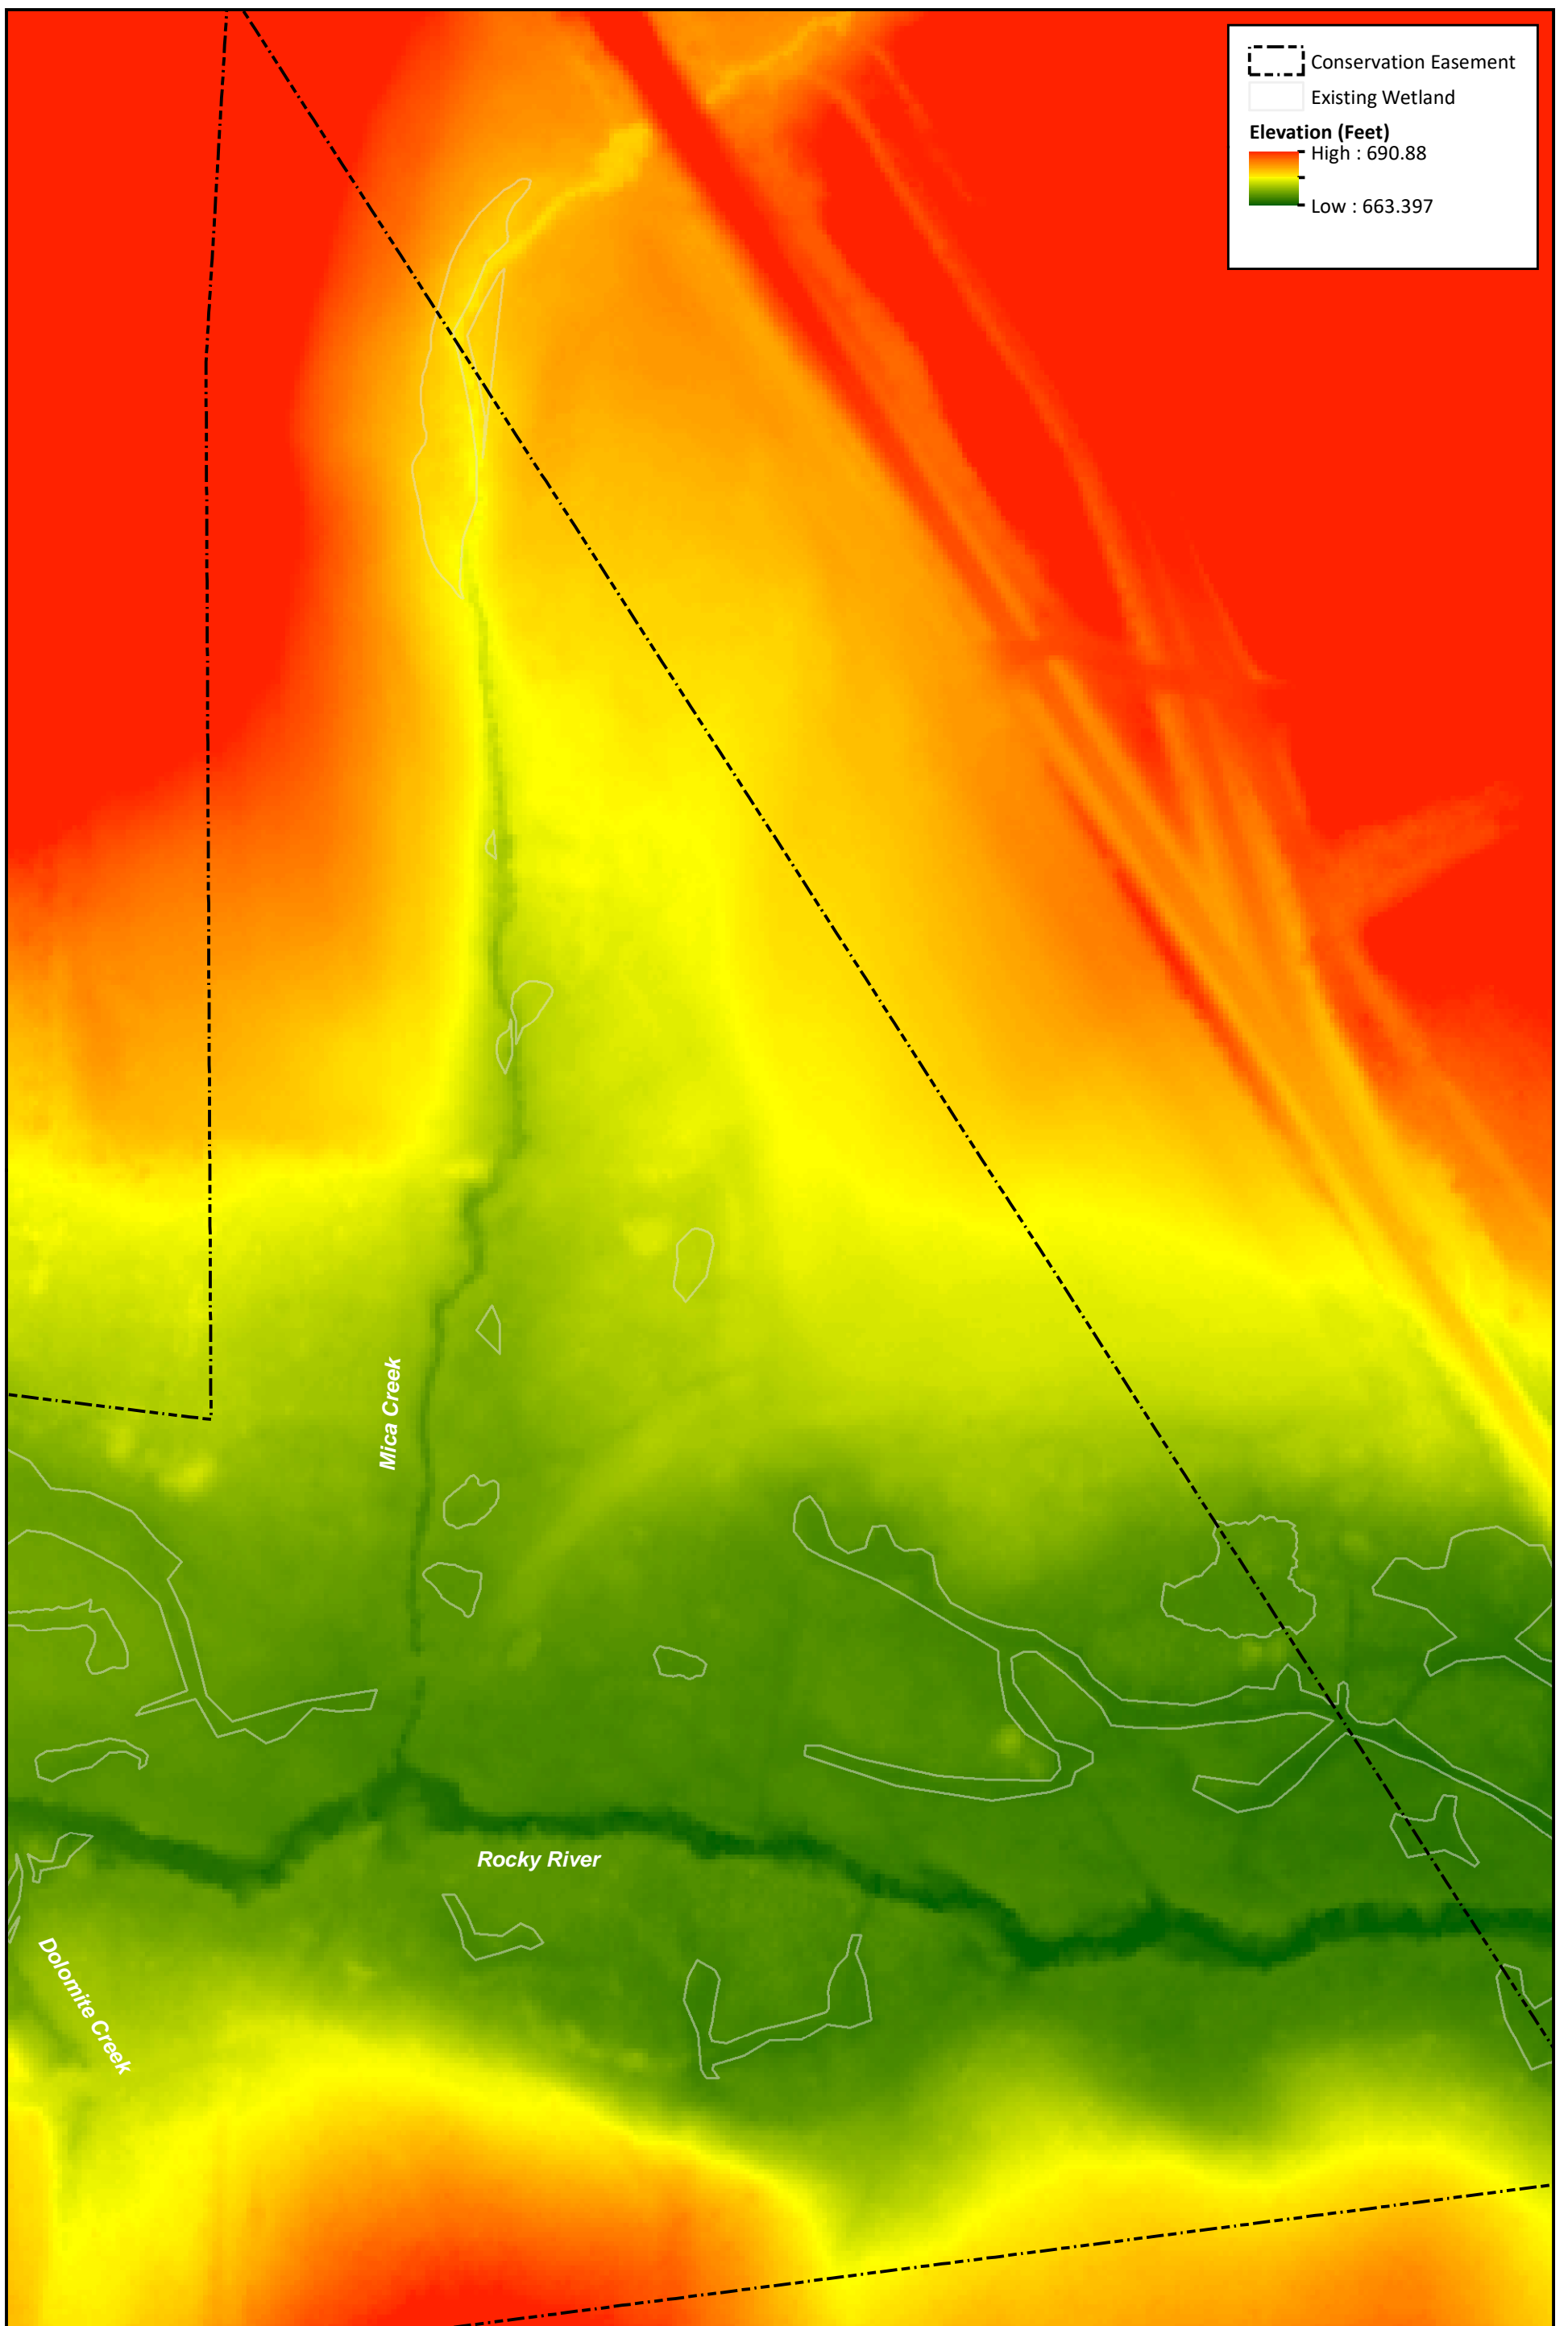 Conservation Easement
Existing Wetland
Elevation (Feet)
High : 690.88
Low : 663.397
Mica Creek
Rocky River
Dolomite Creek